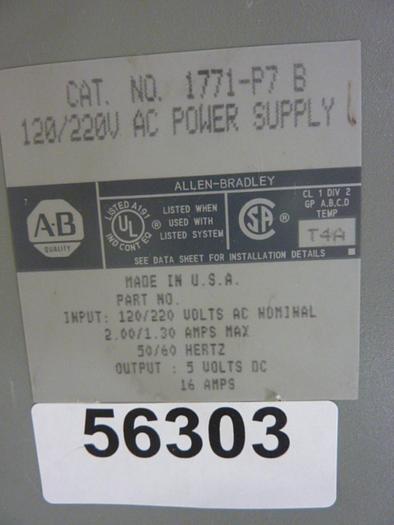 CAT. NO. 1771-P7 B
120/220V AC POWER SUPPLY
ALLEN-BRADLEY
A-B
QUALITY
LISTED A191
UL
IND CONT EQ
®
LISTED WHEN
USED WITH
LISTED SYSTEM
SA
®
CL 1 DIV 2
GP A,B,C,D
TEMP
T4A
SEE DATA SHEET FOR INSTALLATION DETAILS
MADE IN U.S.A.
PART NO.
INPUT: 120/220 VOLTS AC NOMINAL
2.00/1.30 AMPS MAX
50/60 HERTZ
OUTPUT : 5 VOLTS DC
16 AMPS
56303